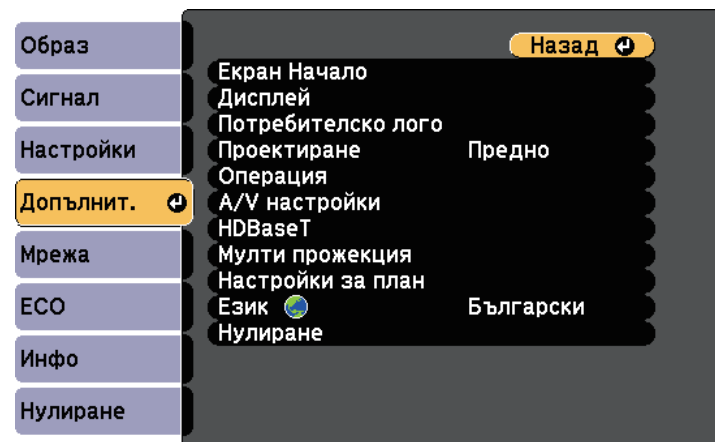 Образ
Сигнал
Настройки
Допълнит.
Мрежа
ECO
Инфо
Нулиране
Назад
Екран Начало
Дисплей
Потребителско лого
Проектиране Предно
Операция
A/V настройки
HDBaseT
Мулти прожекция
Настройки за план
Език Български
Нулиране